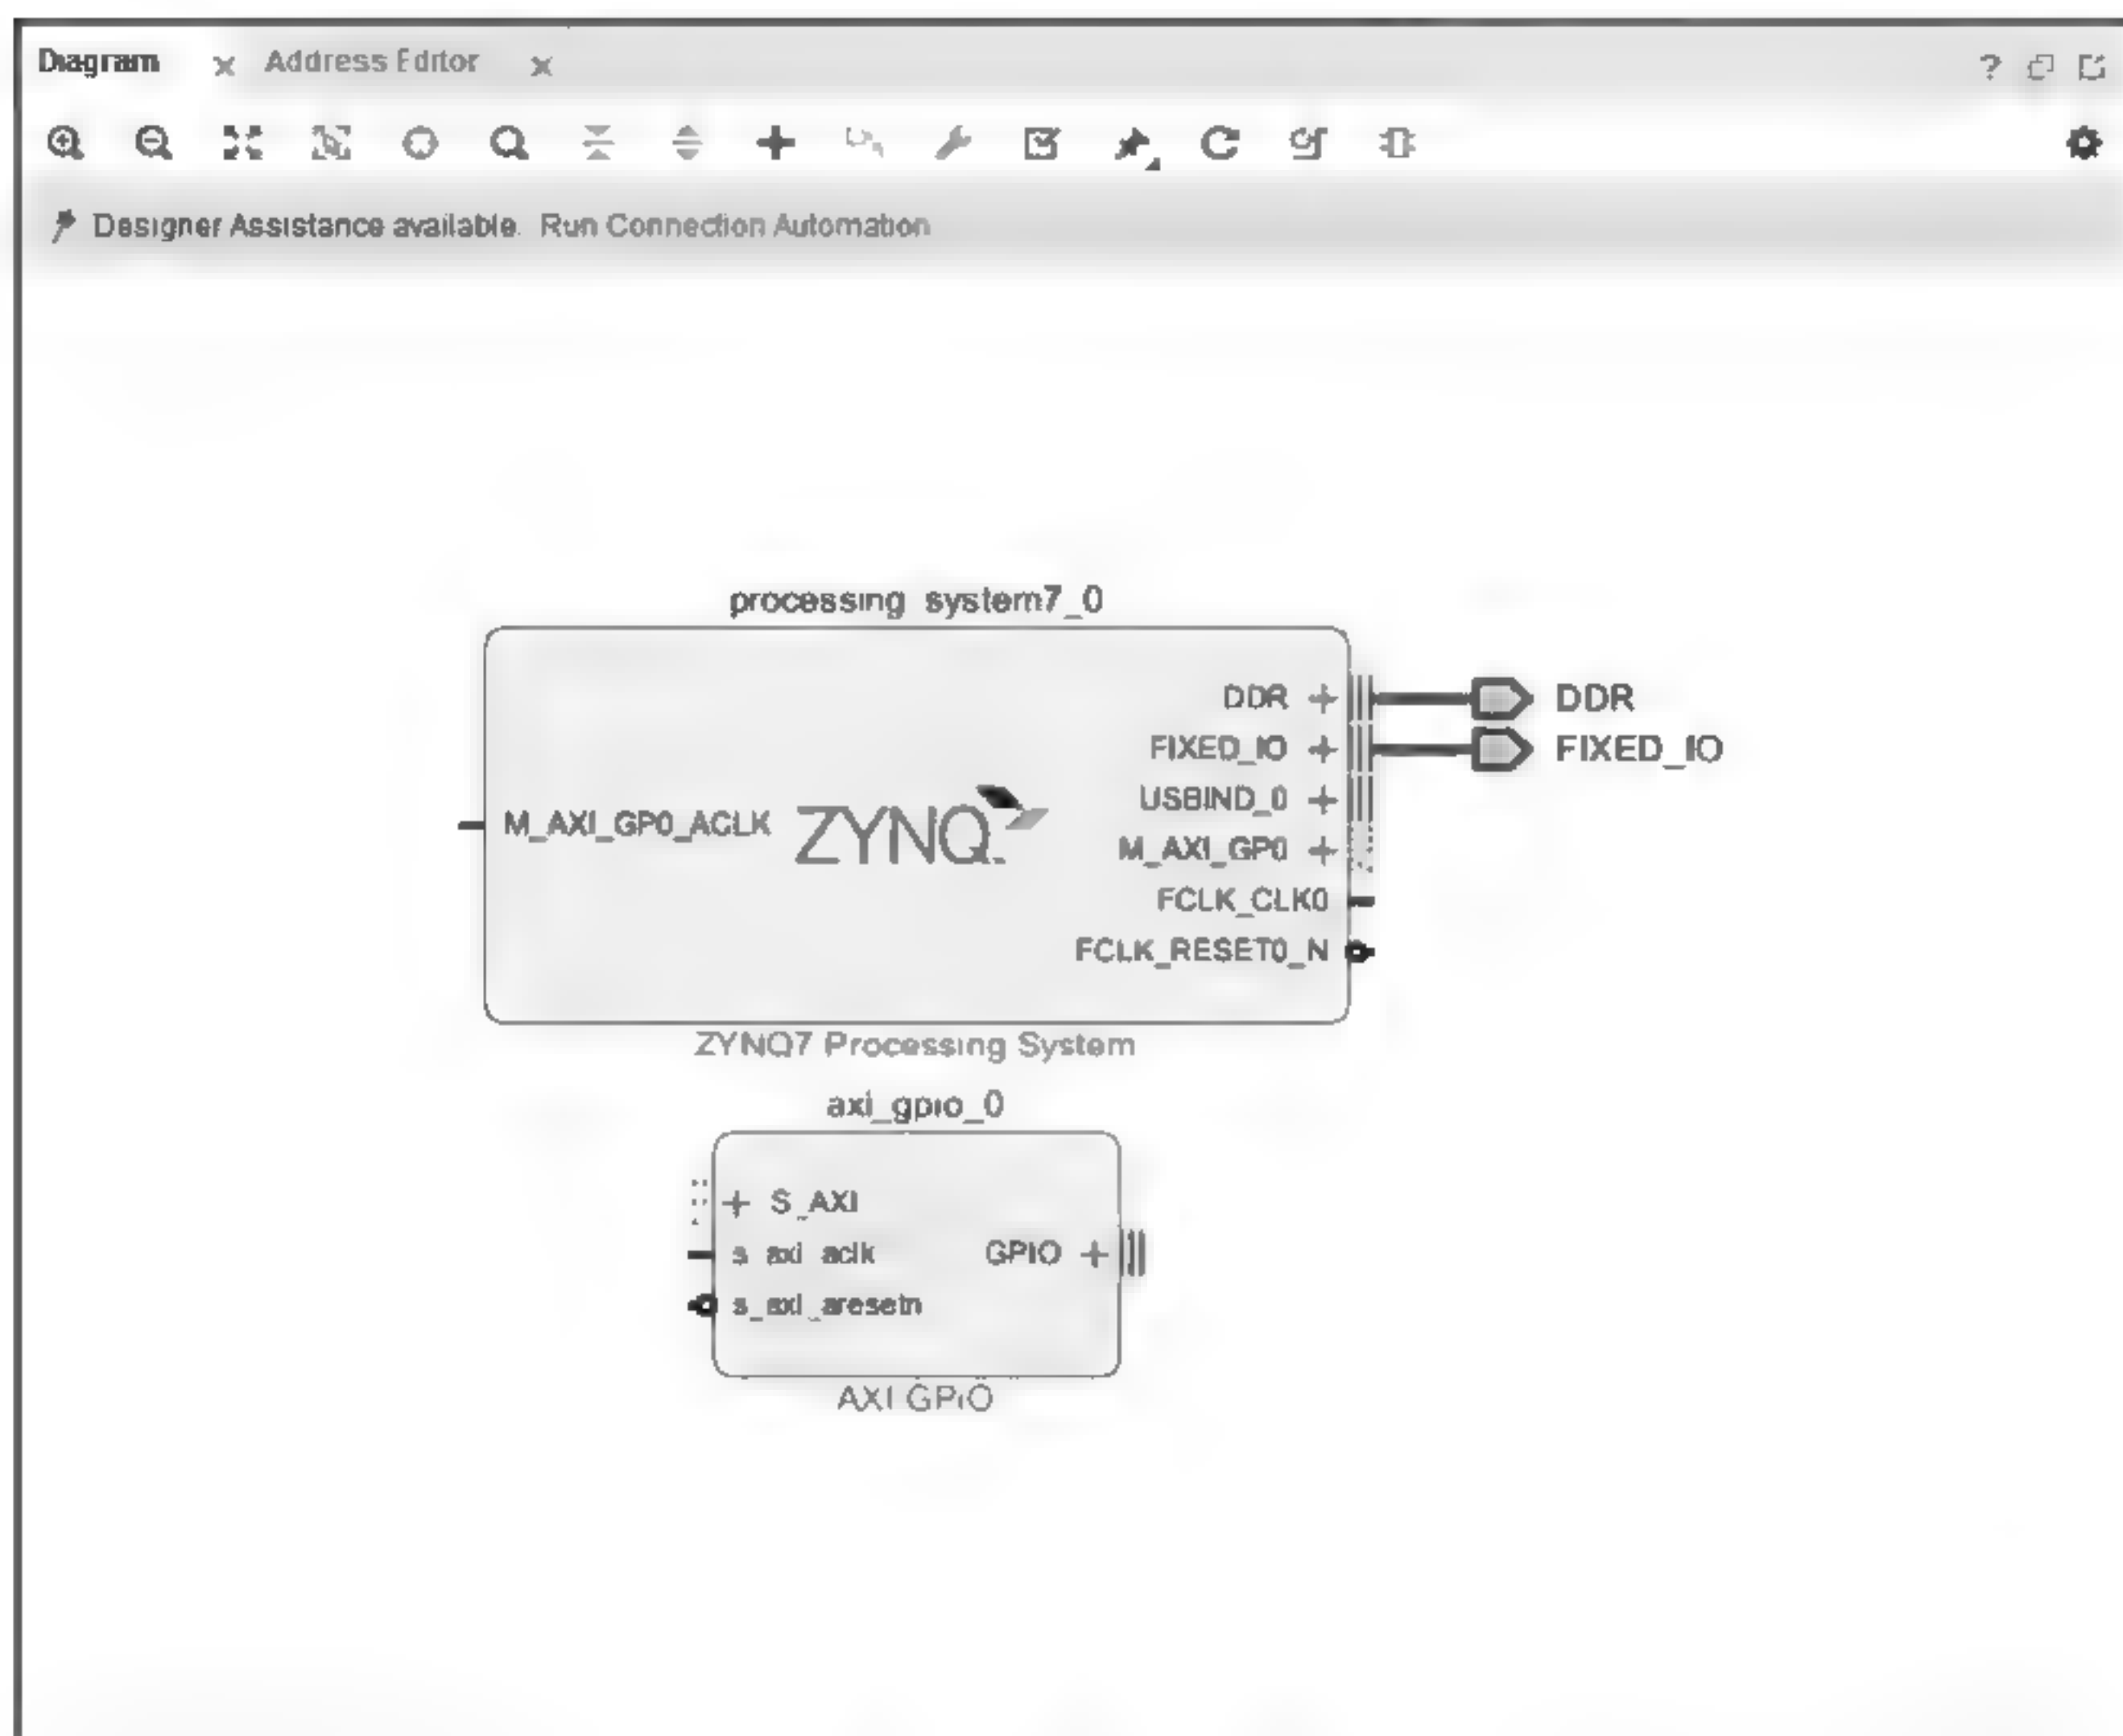 Diagram Address Editor
Designer Assistance available. Run Connection Automation
processing_system7_0
DDR
DDR
FIXED_IO
FIXED_IO
USBIND_0
M_AXI_GP0_ACLK
ZYNQ
M_AXI_GP0
FCLK_CLK0
FCLK_RESET0_N
ZYNQ7 Processing System
axi_gpio_0
S_AXI
s_axi_aclk
GPIO
s_axi_aresetn
AXI GPIO